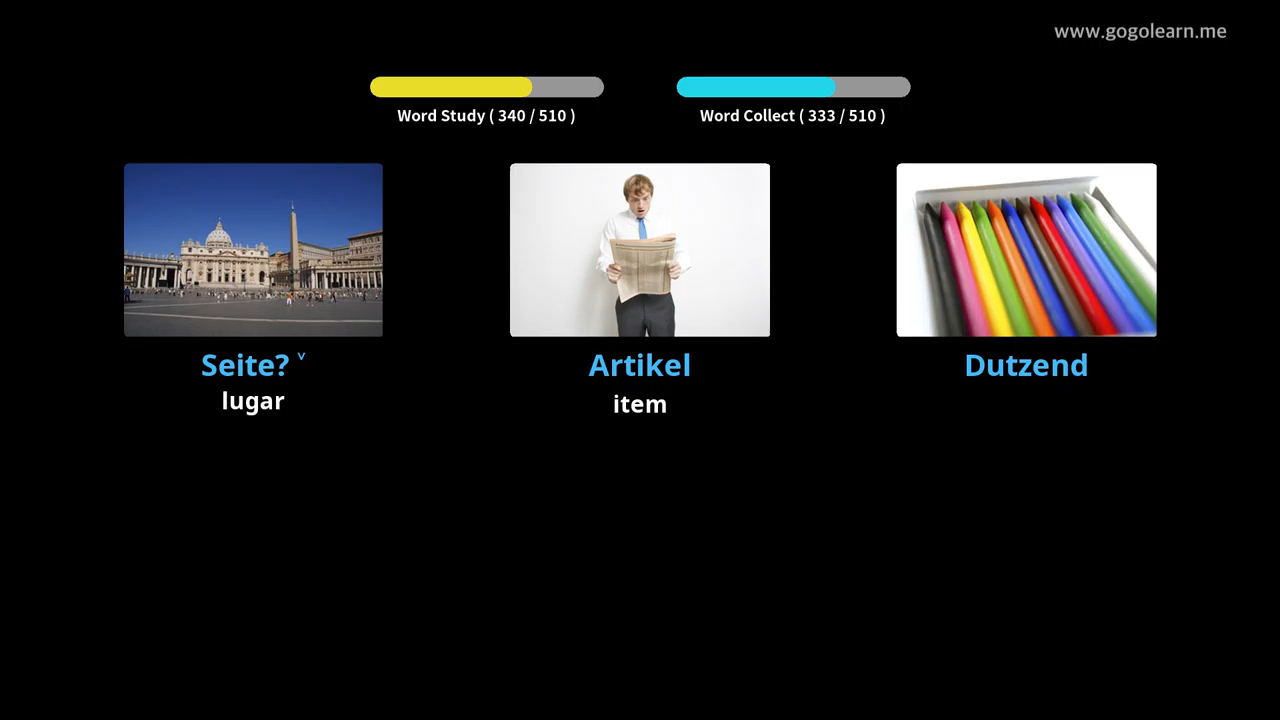 www.gogolearn.me
Word Study ( 340 / 510 )
Word Collect ( 333 / 510 )
Seite? ˅
Artikel
Dutzend
lugar
item